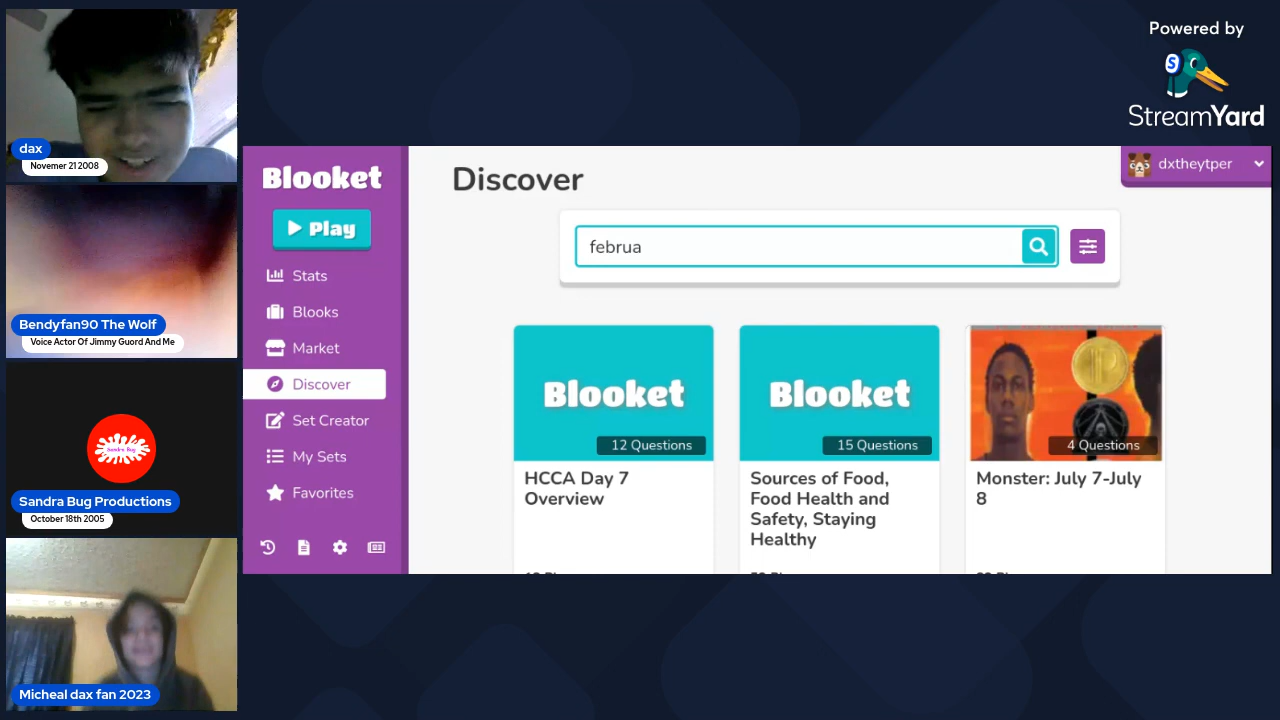 Powered by
StreamYard
dax
Novemer 21 2008
Bendyfan90 The Wolf
Voice Actor Of Jimmy Guord And Me
Sandra Bug
Sandra Bug Productions
October 18th 2005
Micheal dax fan 2023
Blooket
Play
Stats
Blooks
Market
Discover
Set Creator
My Sets
Favorites
Discover
dxtheytper
februa
Blooket
12 Questions
HCCA Day 7
Overview
Blooket
15 Questions
Sources of Food,
Food Health and
Safety, Staying
Healthy
4 Questions
Monster: July 7-July
8